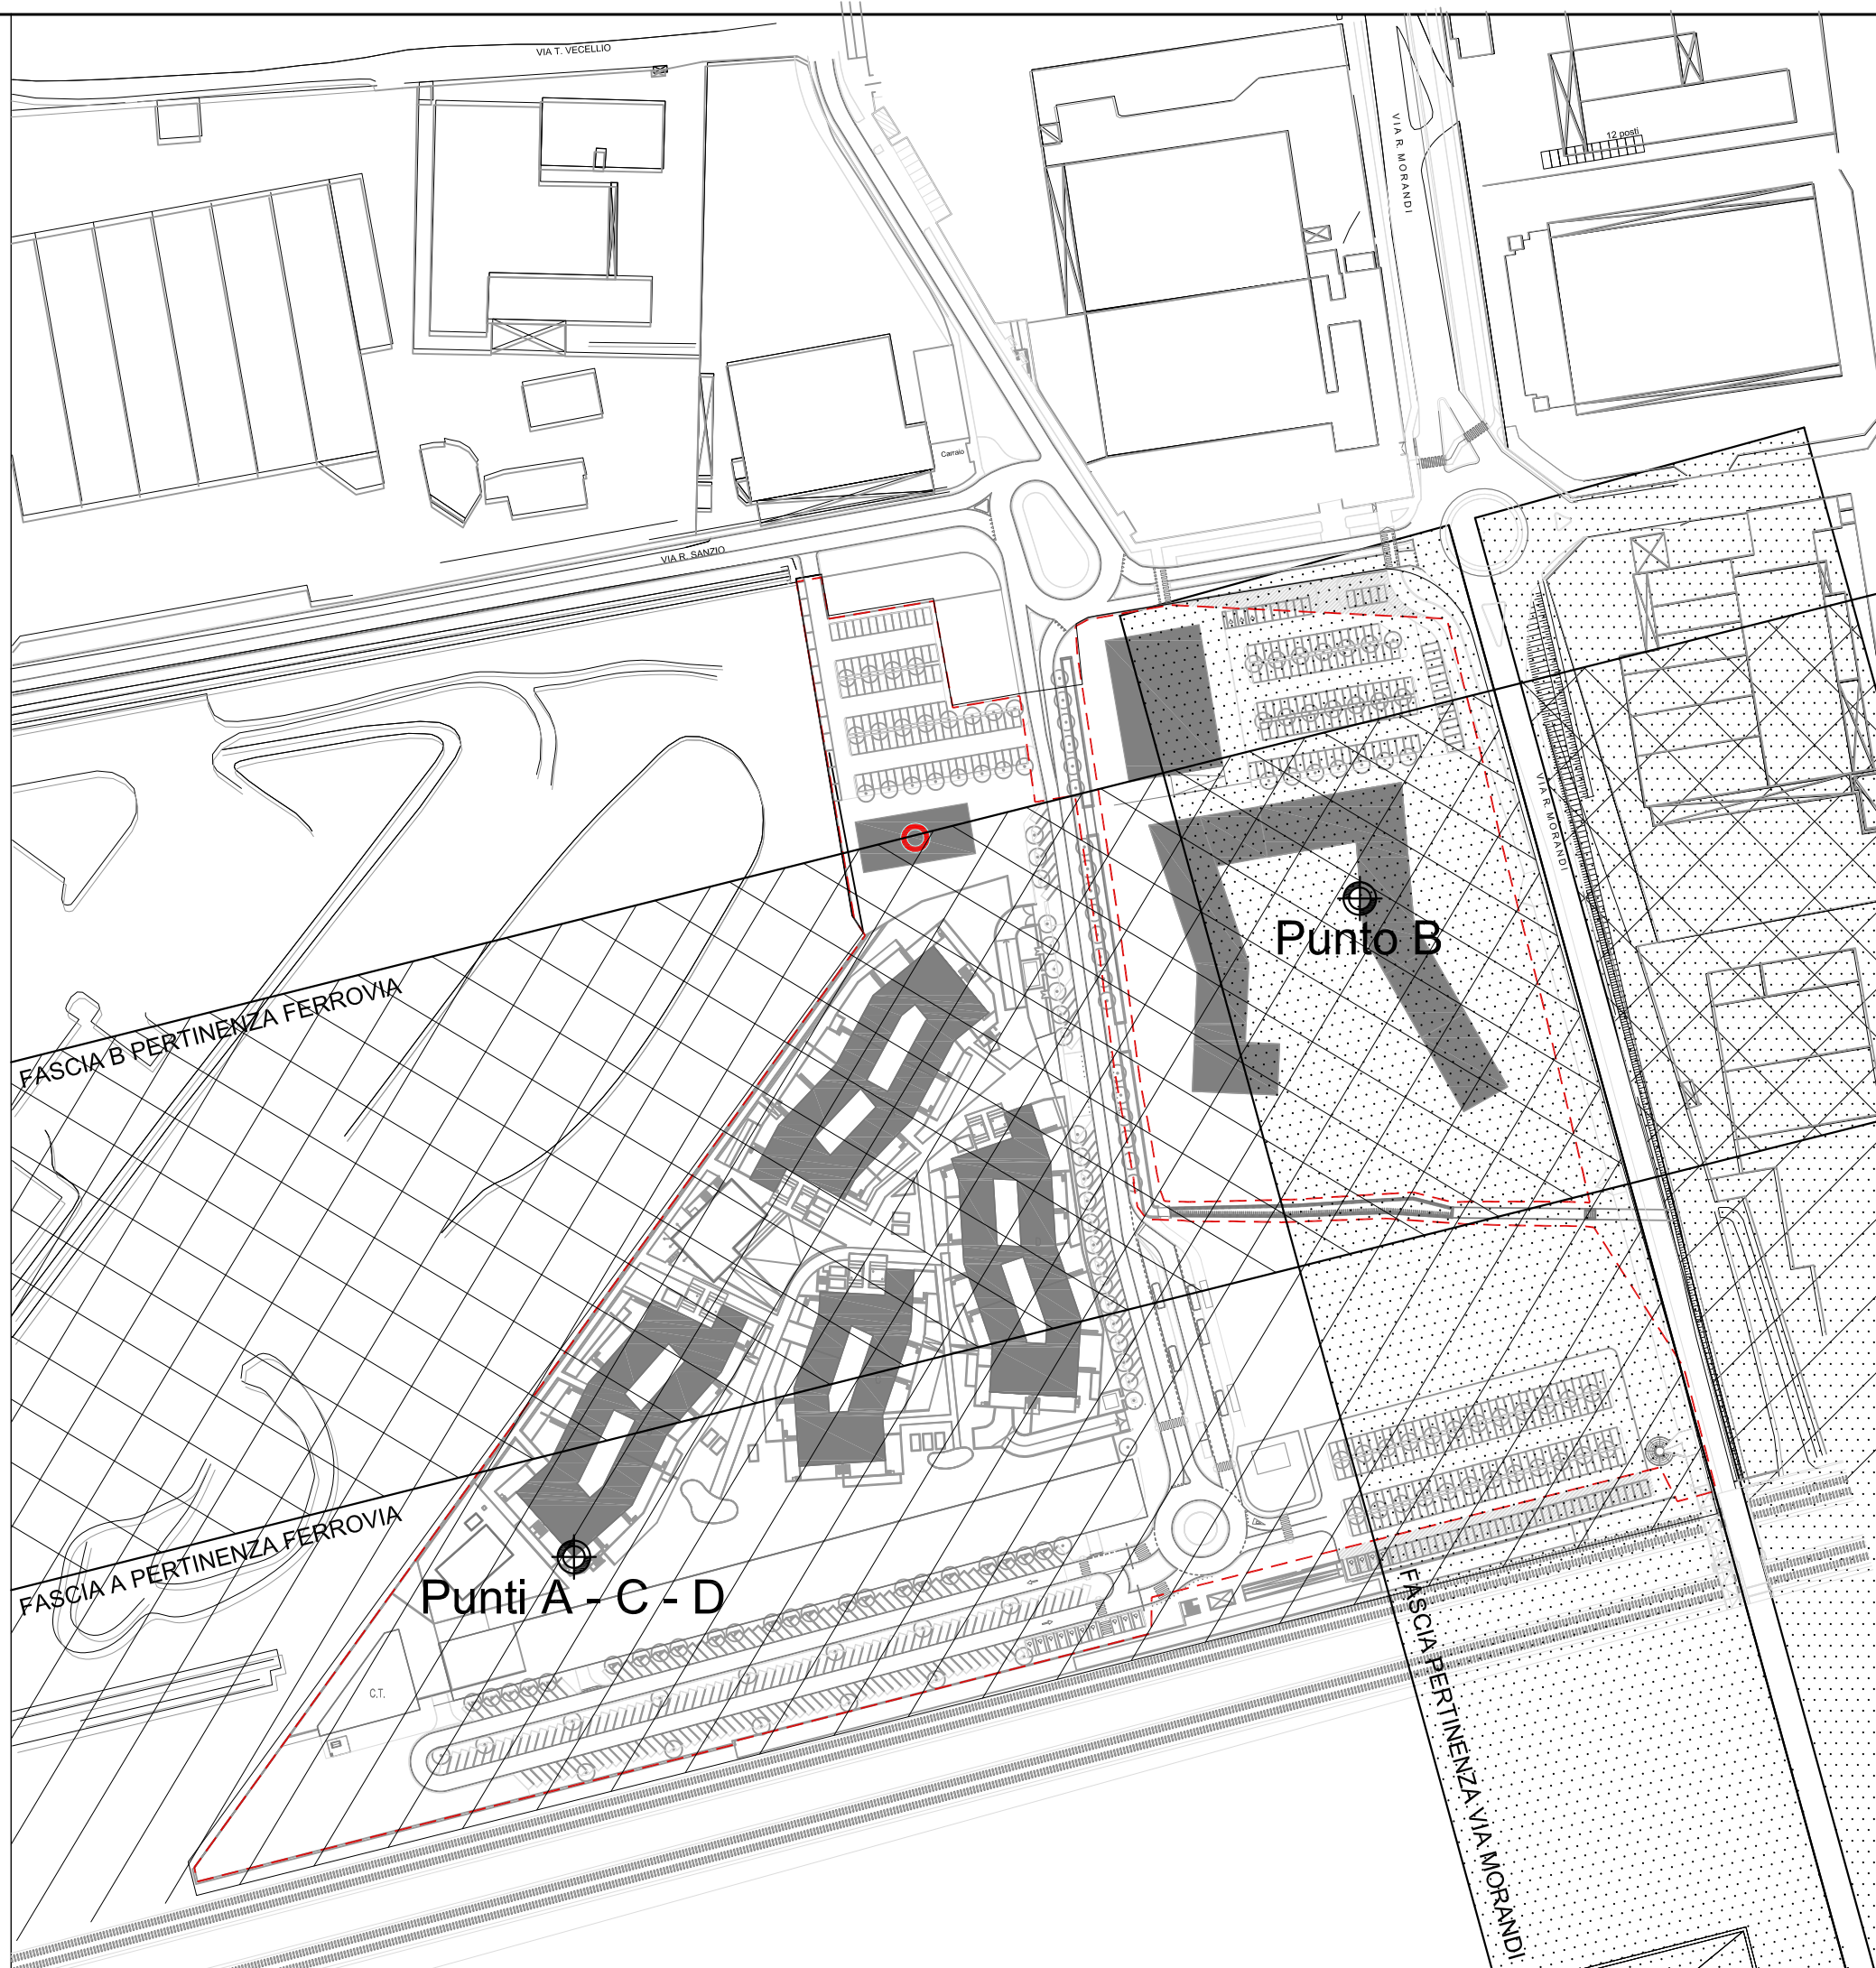 VIA T. VECELLIO
VIA R. MORANDI
12 posti
Carraio
VIA R. SANZIO
VIA R. MORANDI
Punto B
FASCIA B PERTINENZA FERROVIA
FASCIA A PERTINENZA FERROVIA
Punti A - C - D
C.T.
FASCIA PERTINENZA VIA MORANDI